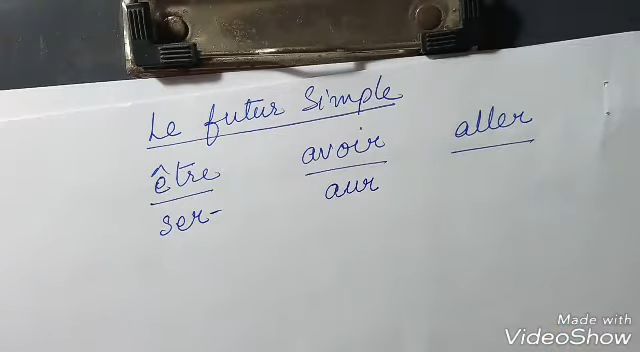 Le futur simple
être avoir aller
ser- aur
Made with
VideoShow